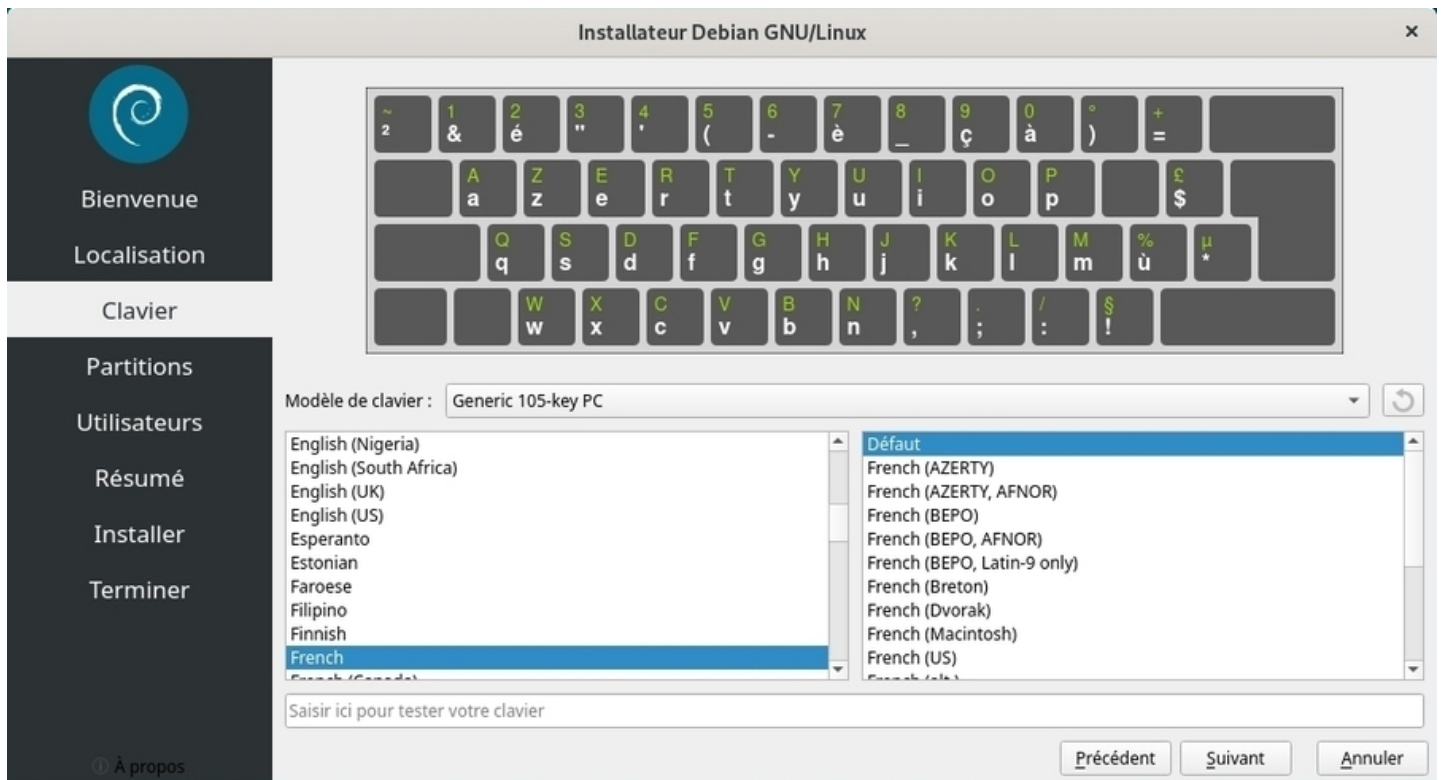 Installateur Debian GNU/Linux
×
Bienvenue
Localisation
Clavier
Partitions
Utilisateurs
Résumé
Installer
Terminer
À propos
~ 1 2 3 4 5 6 7 8 9 0 ° +
² & é " ' ( - è _ ç à ) =
A Z E R T Y U I O P £
a z e r t y u i o p $
Q S D F G H J K L M % µ
q s d f g h j k l m ù *
W X C V B N ? . / §
w x c v b n , ; : !
Modèle de clavier : Generic 105-key PC
English (Nigeria)
English (South Africa)
English (UK)
English (US)
Esperanto
Estonian
Faroese
Filipino
Finnish
French
French (Canada)
Défaut
French (AZERTY)
French (AZERTY, AFNOR)
French (BEPO)
French (BEPO, AFNOR)
French (BEPO, Latin-9 only)
French (Breton)
French (Dvorak)
French (Macintosh)
French (US)
French (alt.)
Saisir ici pour tester votre clavier
Précédent Suivant Annuler